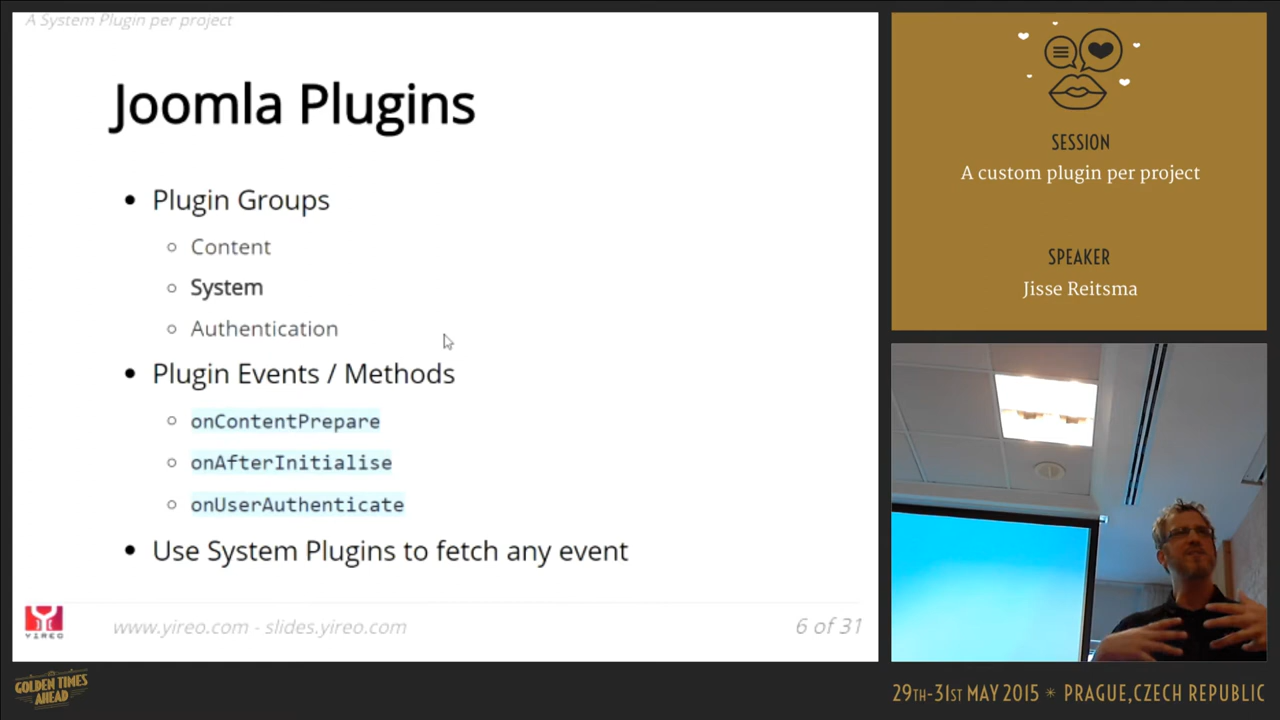 A System Plugin per project
Joomla Plugins
Plugin Groups
Content
System
Authentication
Plugin Events / Methods
onContentPrepare
onAfterInitialise
onUserAuthenticate
Use System Plugins to fetch any event
YIREO
www.yireo.com - slides.yireo.com
6 of 31
SESSION
A custom plugin per project
SPEAKER
Jisse Reitsma
GOLDEN TIMES
AHEAD
29TH-31ST MAY 2015 * PRAGUE, CZECH REPUBLIC